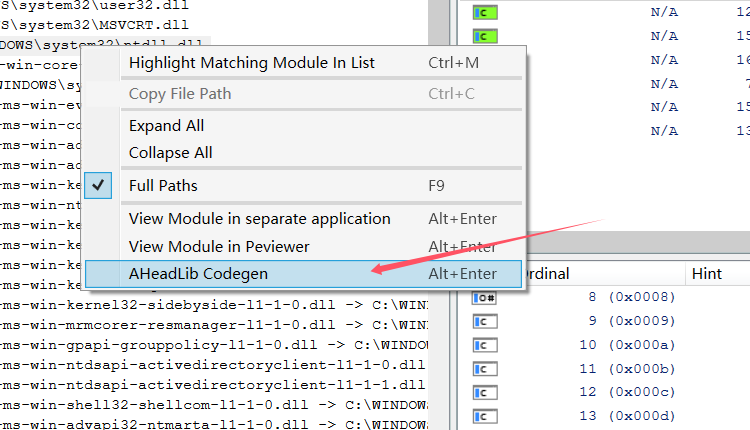 WS\system32\user32.dll
WS\system32\MSVCRT.dll
DOWS\system32\ntdll.dll
-win-core
WINDOWS\sy
-ms-win-ev
-ms-win-co
-ms-win-ad
-ms-win-ad
-ms-win-ke
-ms-win-nt
-ms-win-ke
-ms-win-ke
-ms-win-ke
-ms-win-kernel32-sidebyside-l1-1-0.dll -> C:\WIND
-ms-win-mrmcorer-resmanager-l1-1-0.dll -> C:\WIND
-ms-win-gpapi-grouppolicy-l1-1-0.dll -> C:\WINDOW
-ms-win-ntdsapi-activedirectoryclient-l1-1-0.dll
-ms-win-ntdsapi-activedirectoryclient-l1-1-1.dll
-ms-win-shell32-shellcom-l1-1-0.dll -> C:\WINDOWS
-ms-win-advapi32-ntmarta-l1-1-0.dll -> C:\WINDOWS
Highlight Matching Module In List Ctrl+M
Copy File Path Ctrl+C
Expand All
Collapse All
Full Paths F9
View Module in separate application Alt+Enter
View Module in Peviewer Alt+Enter
AHeadLib Codegen Alt+Enter
C N/A 12
C N/A 15
N/A 16
N/A 7
N/A 15
N/A 13
Ordinal Hint
O# 8 (0x0008)
C 9 (0x0009)
C 10 (0x000a)
C 11 (0x000b)
C 12 (0x000c)
C 13 (0x000d)